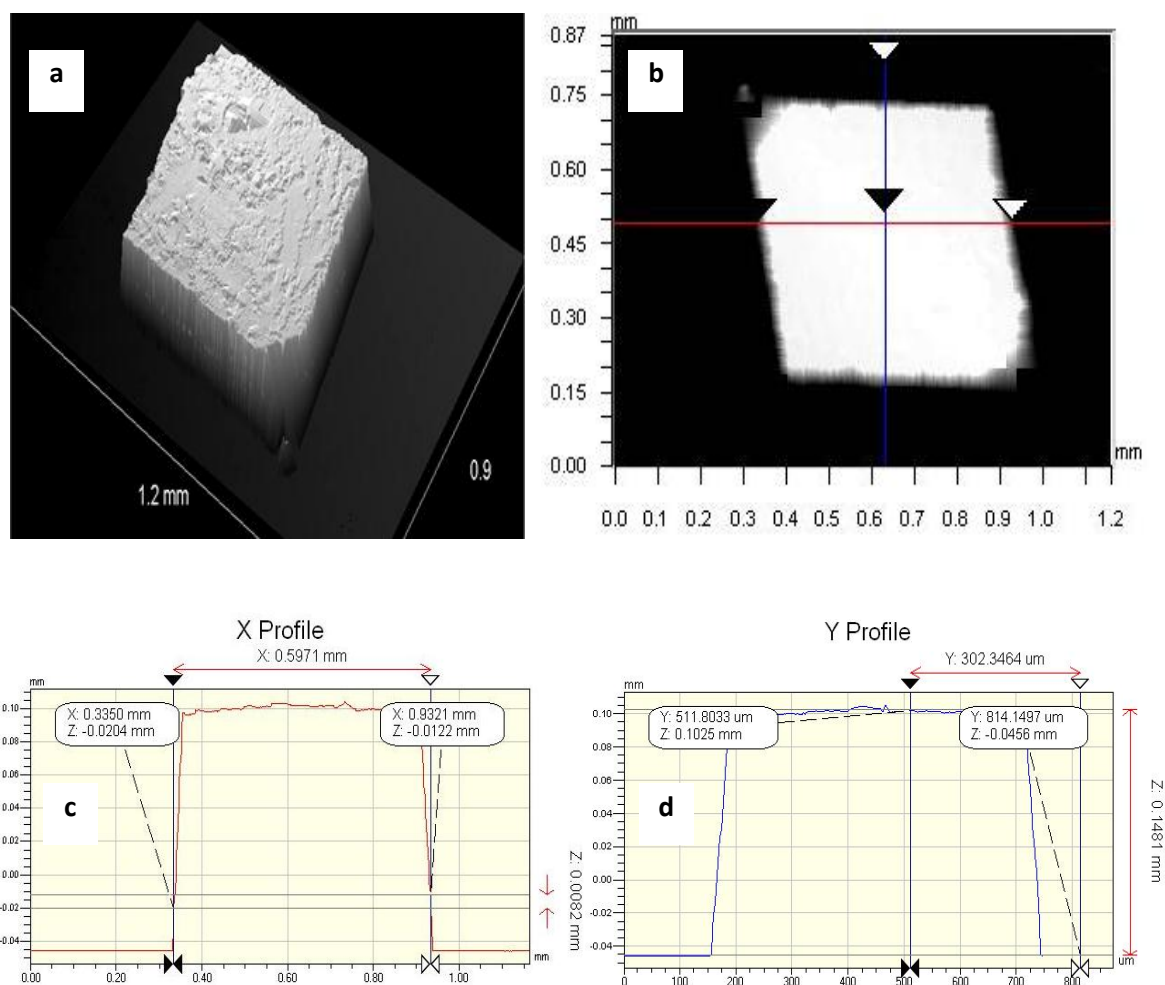 a
1.2 mm
0.9
b
mm
0.87
0.75
0.60
0.45
0.30
0.15
0.00
mm
0.0 0.1 0.2 0.3 0.4 0.5 0.6 0.7 0.8 0.9 1.0 1.2
X Profile
X: 0.5971 mm
mm
X: 0.3350 mm
Z: -0.0204 mm
X: 0.9321 mm
Z: -0.0122 mm
0.10
0.08
0.06
0.04
0.02
0.00
-0.02
-0.04
c
Z: 0.0082 mm
mm
0.00 0.20 0.40 0.60 0.80 1.00
Y Profile
Y: 302.3464 um
mm
Y: 511.8033 um
Z: 0.1025 mm
Y: 814.1497 um
Z: -0.0456 mm
0.10
0.08
0.06
0.04
0.02
0.00
-0.02
-0.04
d
Z: 0.1481 mm
um
0 100 200 300 400 500 600 700 800